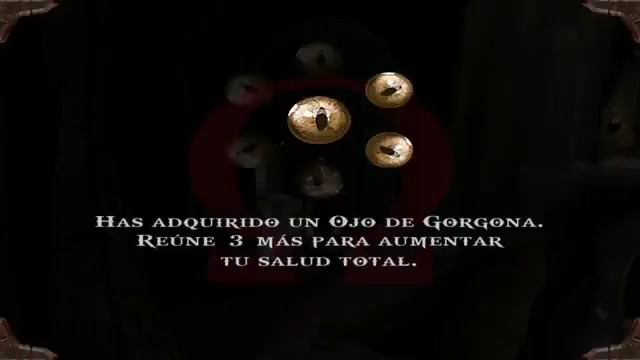 Has adquirido un Ojo de Gorgona.
Reúne 3 más para aumentar
tu salud total.